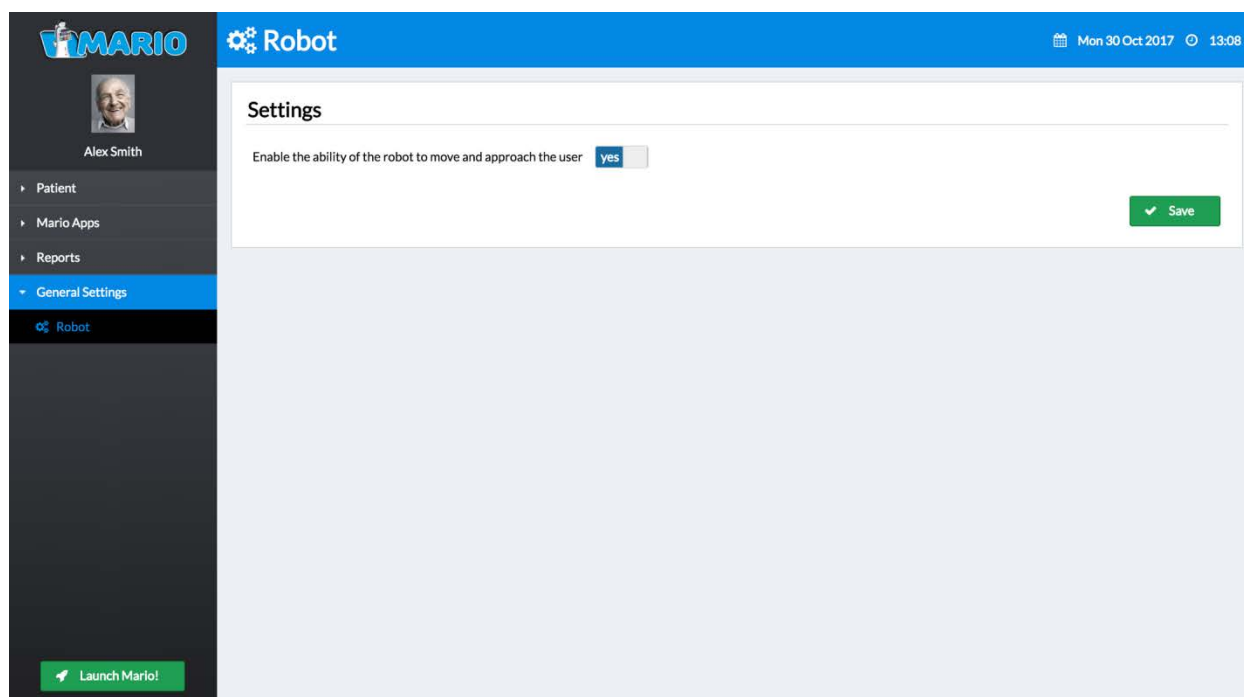 MARIO
Robot
Mon 30 Oct 2017 13:08
Alex Smith
Patient
Mario Apps
Reports
General Settings
Robot
Launch Mario!
Settings
Enable the ability of the robot to move and approach the user yes
Save